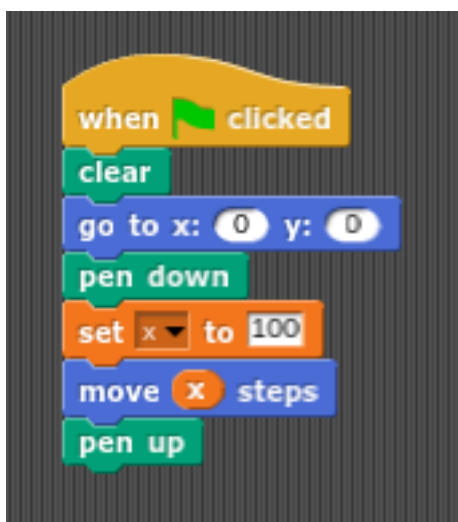 when clicked
clear
go to x: 0 y: 0
pen down
set x to 100
move x steps
pen up